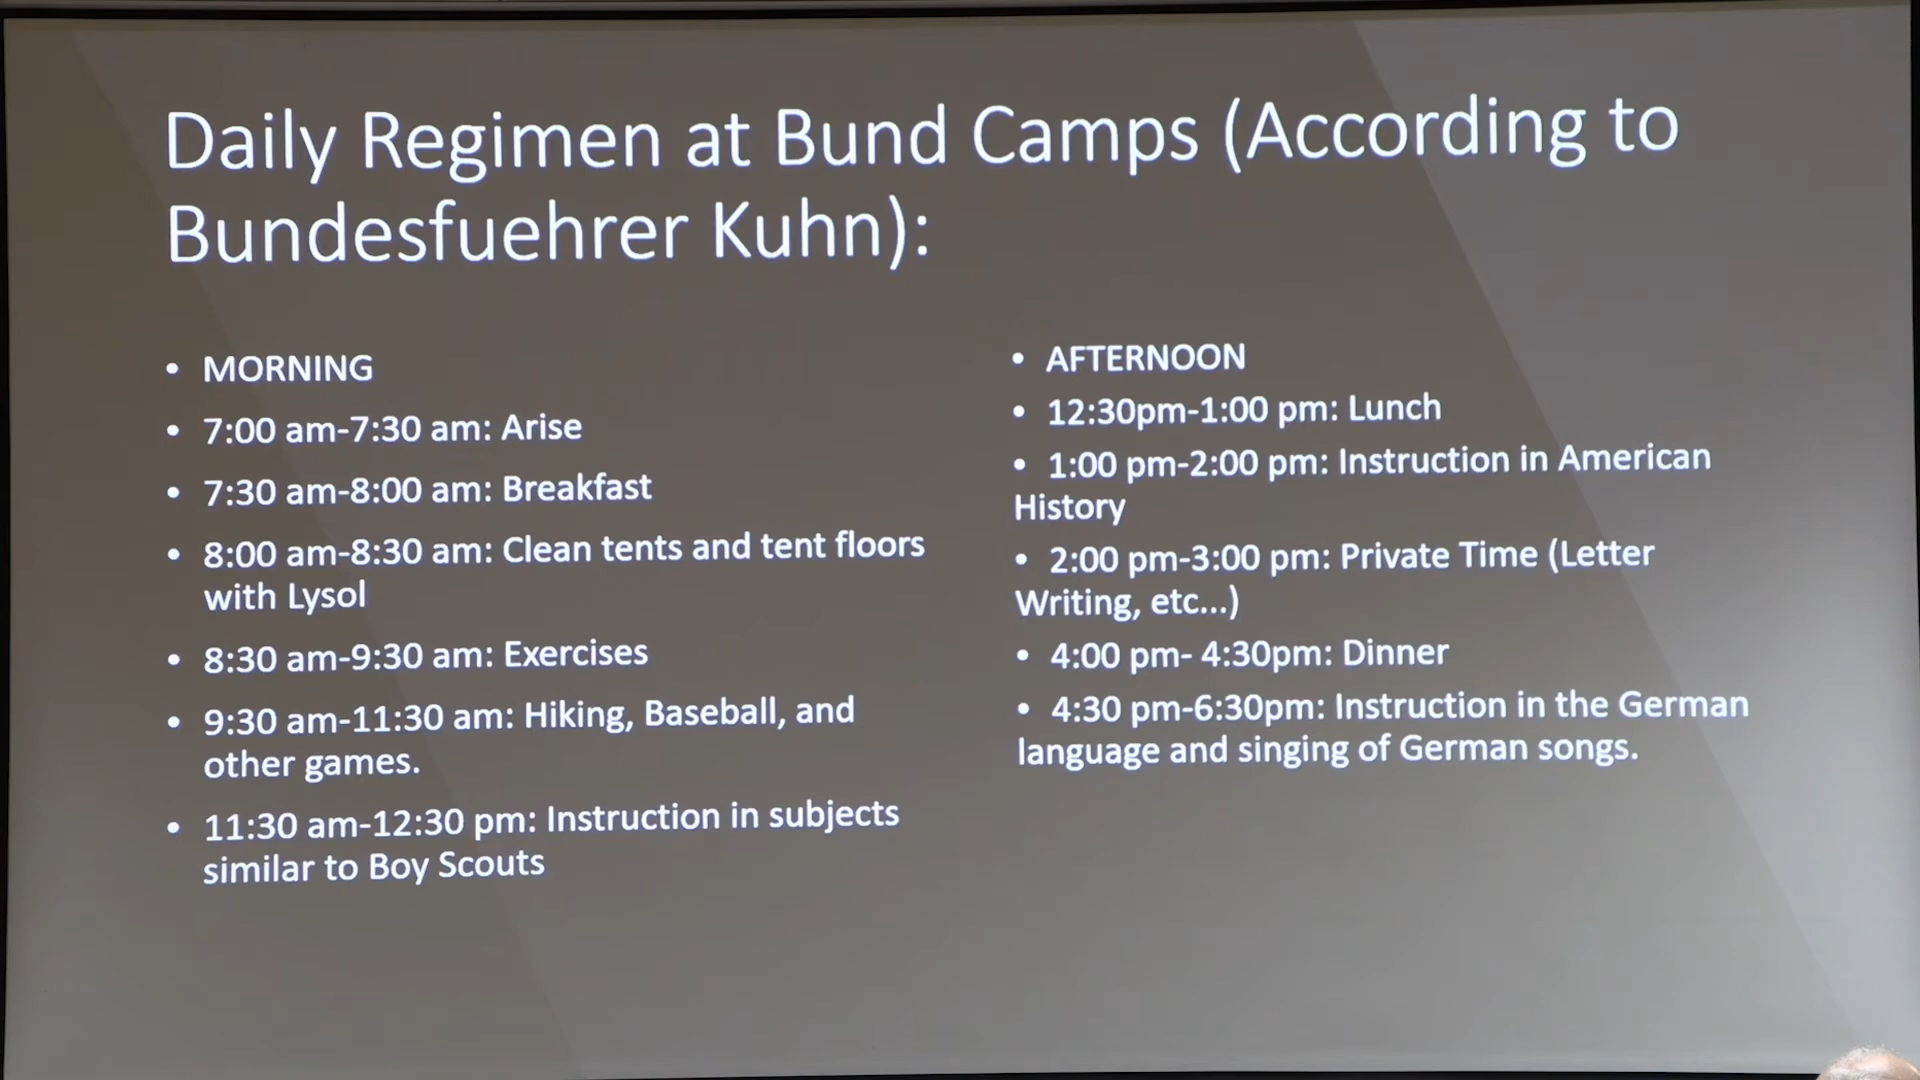 Daily Regimen at Bund Camps (According to
Bundesfuehrer Kuhn):
• MORNING
• 7:00 am-7:30 am: Arise
• 7:30 am-8:00 am: Breakfast
• 8:00 am-8:30 am: Clean tents and tent floors
with Lysol
• 8:30 am-9:30 am: Exercises
• 9:30 am-11:30 am: Hiking, Baseball, and
other games.
• 11:30 am-12:30 pm: Instruction in subjects
similar to Boy Scouts
• AFTERNOON
• 12:30pm-1:00 pm: Lunch
• 1:00 pm-2:00 pm: Instruction in American
History
• 2:00 pm-3:00 pm: Private Time (Letter
Writing, etc...)
• 4:00 pm- 4:30pm: Dinner
• 4:30 pm-6:30pm: Instruction in the German
language and singing of German songs.